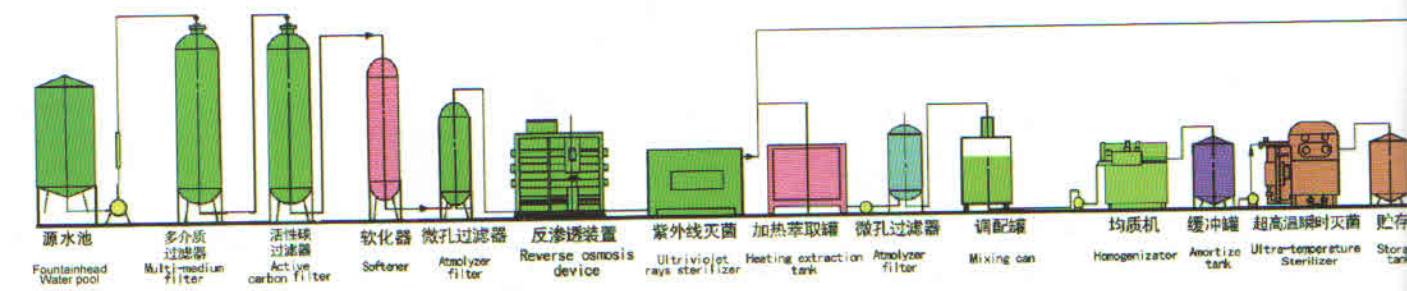 源水池
Fountainhead
Water pool
多介质
过滤器
Multi-medium
filter
活性碳
过滤器
Active
carbon filter
软化器
Softener
微孔过滤器
Atmolyzer
filter
反渗透装置
Reverse osmosis
device
紫外线灭菌
Ultriviolet
rays sterilizer
加热萃取罐
Heating extraction
tank
微孔过滤器
Atmolyzer
filter
调配罐
Mixing can
均质机
Homogenizator
缓冲罐
Amortize
tank
超高温瞬时灭菌
Ultra-temperature
Sterilizer
贮存
Stora
tank